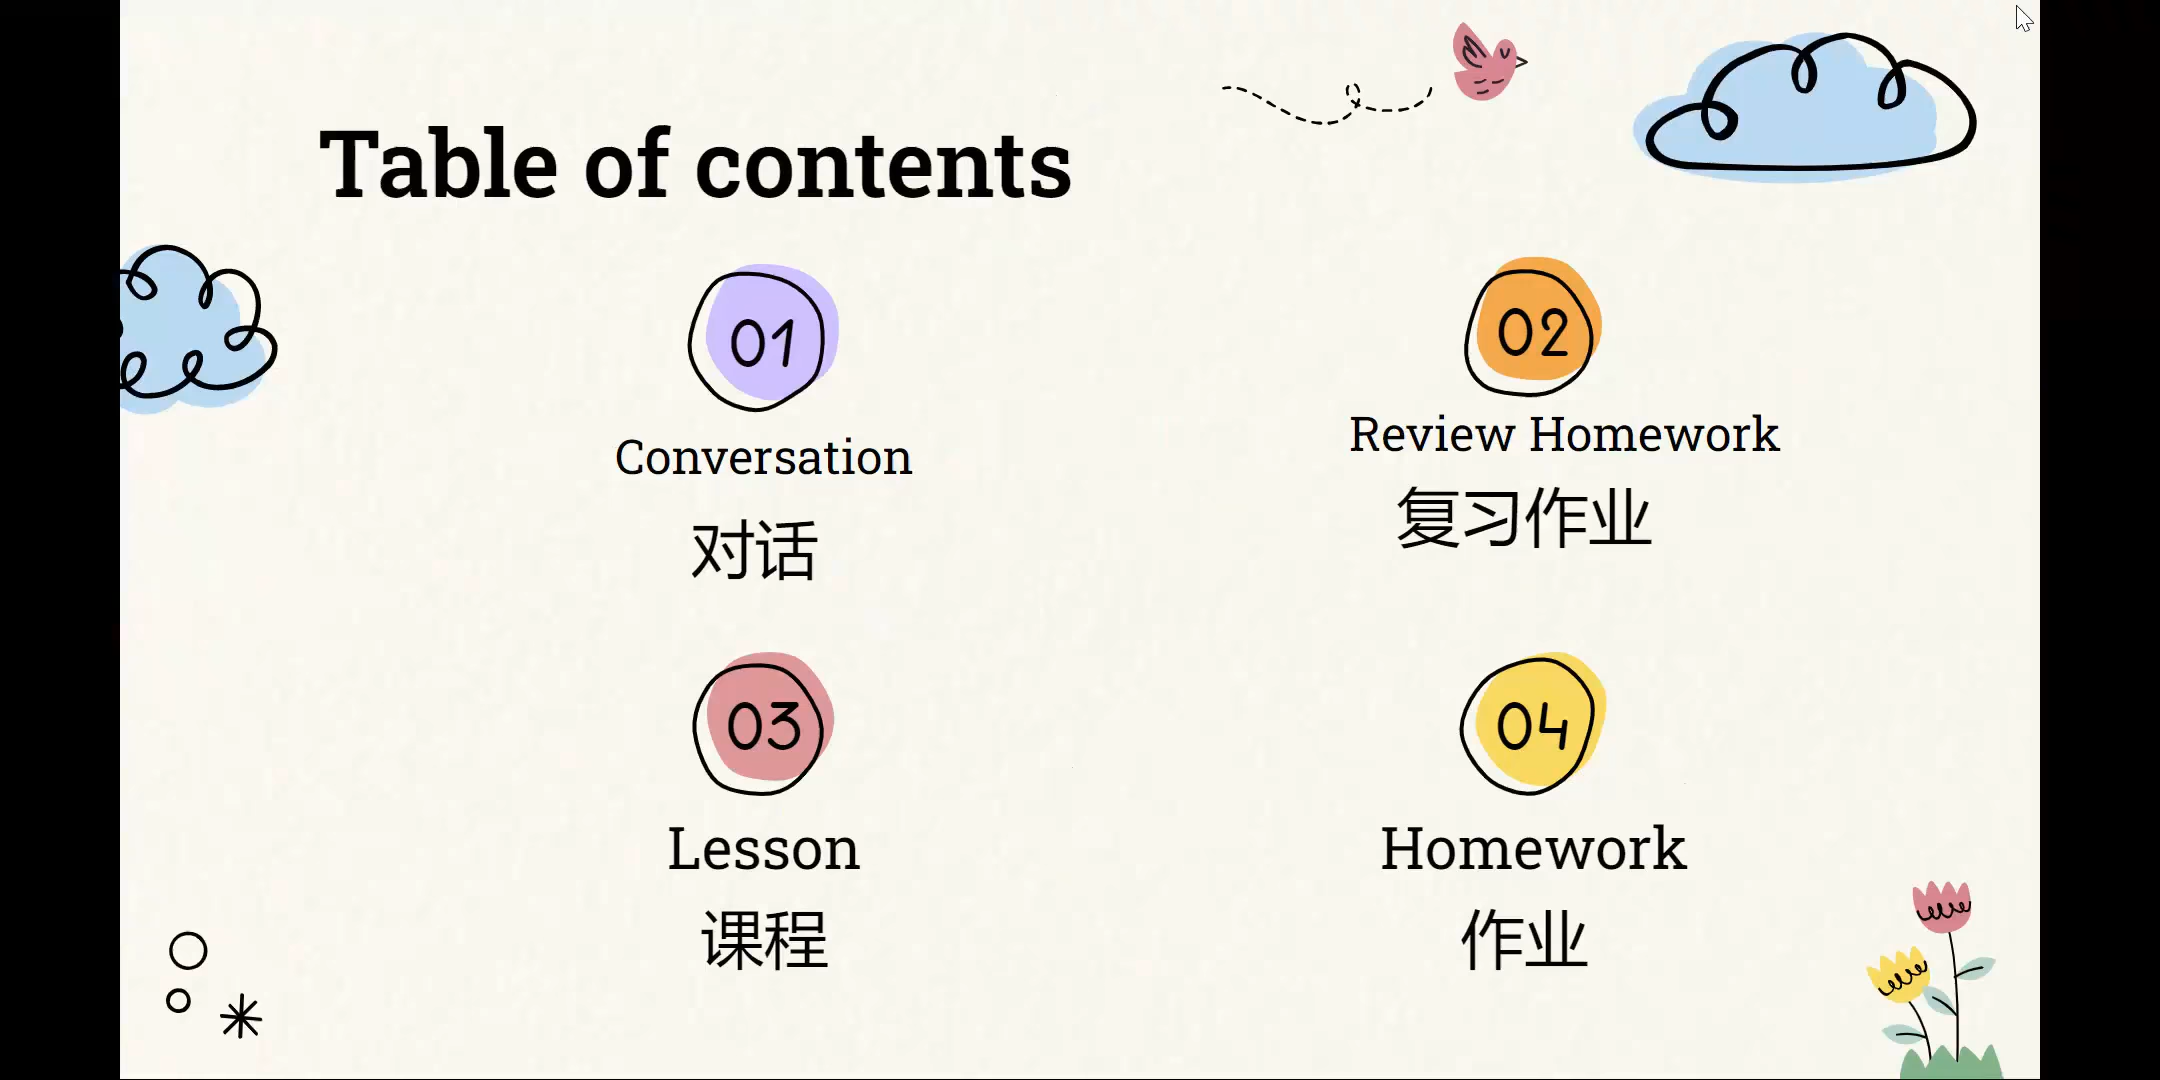 Table of contents
01
Conversation
对话
02
Review Homework
复习作业
03
Lesson
课程
04
Homework
作业